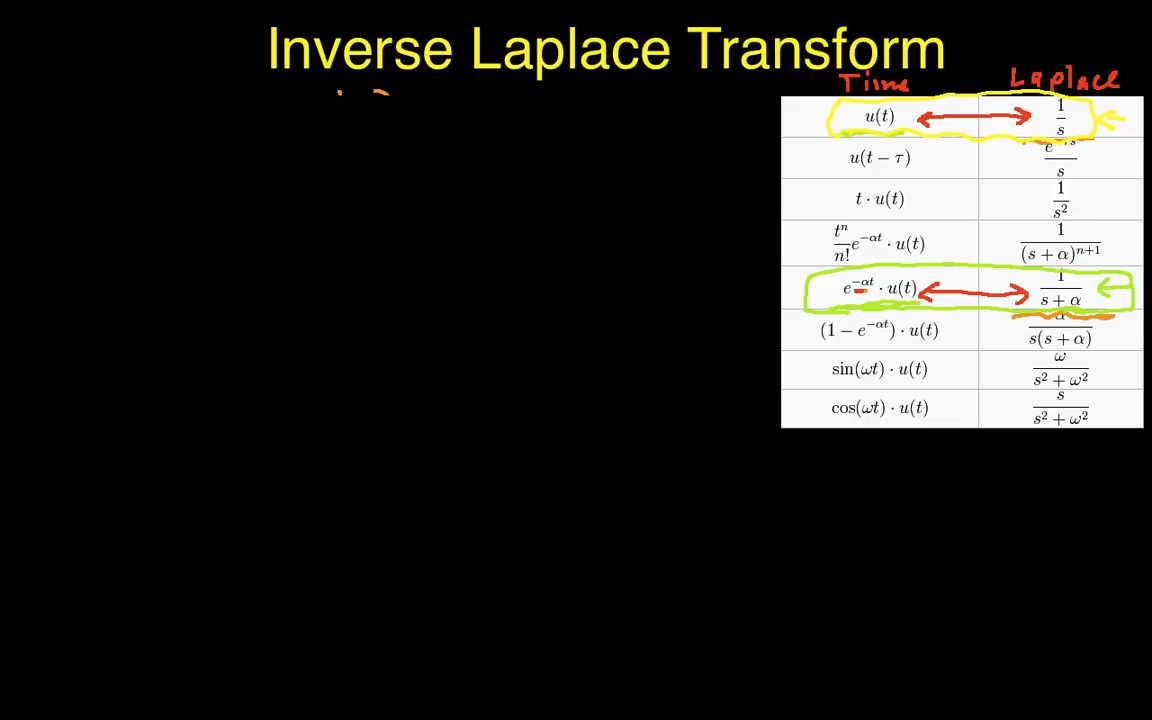 Inverse Laplace Transform
Time Laplace
u(t) 1/s
u(t − τ) e /s
t · u(t) 1/s²
tⁿ/n! e^−αt · u(t) 1/(s + α)ⁿ⁺¹
e^−αt · u(t) 1/(s + α)
(1 − e^−αt) · u(t) α/s(s + α)
sin(ωt) · u(t) ω/(s² + ω²)
cos(ωt) · u(t) s/(s² + ω²)